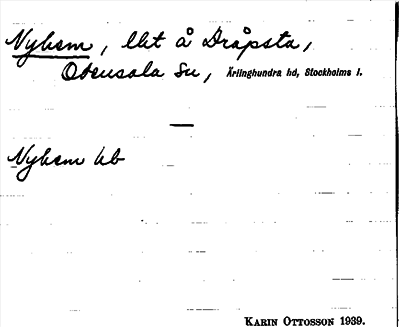 Nyhem, lht å Dråpsta,
Odensala sn, Ärlinghundra hd, Stockholms l.
—
Nyhem hb
KARIN OTTOSSON 1939.